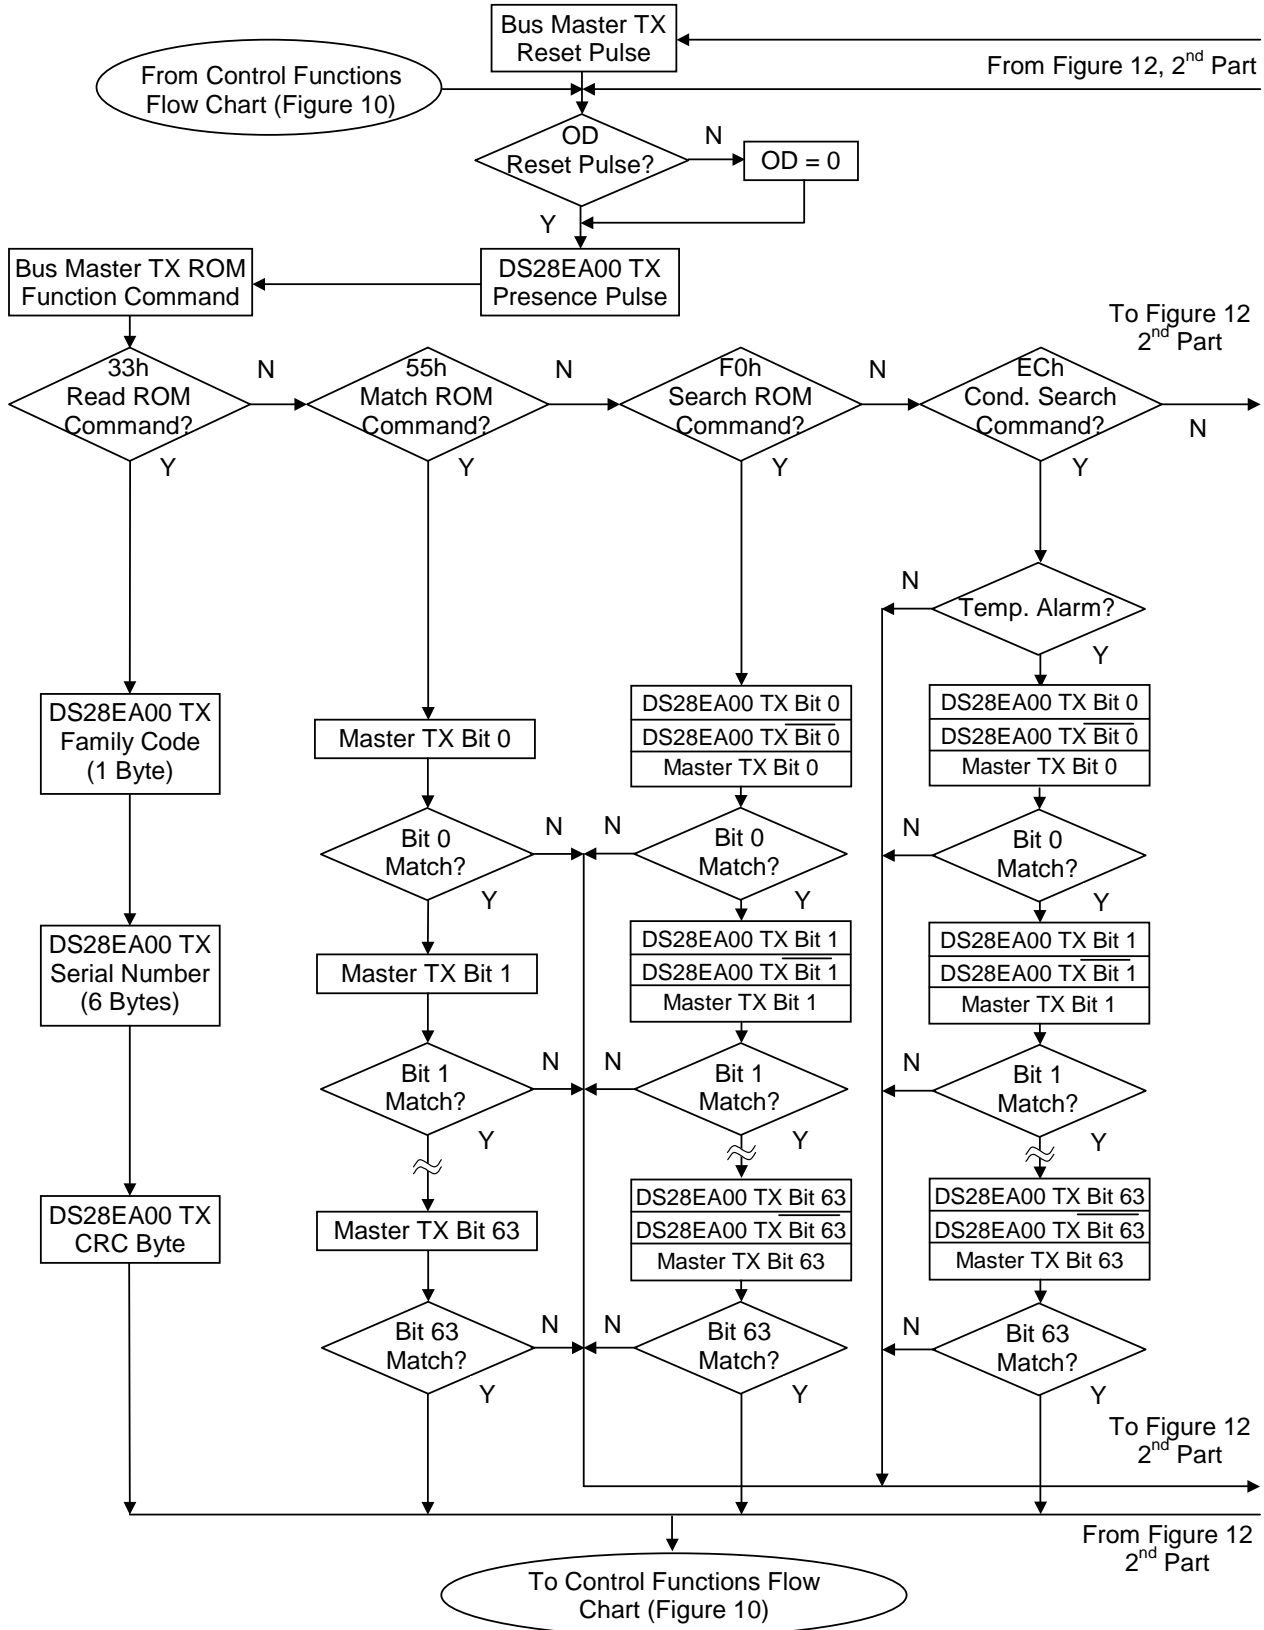 Bus Master TX
Reset Pulse
From Figure 12, 2nd Part
From Control Functions
Flow Chart (Figure 10)
OD
Reset Pulse?
N
OD = 0
Y
Bus Master TX ROM
Function Command
DS28EA00 TX
Presence Pulse
To Figure 12
2nd Part
33h
Read ROM
Command?
N
Y
55h
Match ROM
Command?
N
Y
F0h
Search ROM
Command?
N
Y
ECh
Cond. Search
Command?
N
Y
DS28EA00 TX
Family Code
(1 Byte)
DS28EA00 TX
Serial Number
(6 Bytes)
DS28EA00 TX
CRC Byte
Master TX Bit 0
Bit 0
Match?
N
Y
Master TX Bit 1
Bit 1
Match?
N
Y
Master TX Bit 63
Bit 63
Match?
N
Y
DS28EA00 TX Bit 0
DS28EA00 TX Bit 0
Master TX Bit 0
N
Bit 0
Match?
Y
DS28EA00 TX Bit 1
DS28EA00 TX Bit 1
Master TX Bit 1
N
Bit 1
Match?
Y
DS28EA00 TX Bit 63
DS28EA00 TX Bit 63
Master TX Bit 63
N
Bit 63
Match?
Y
N
Temp. Alarm?
Y
DS28EA00 TX Bit 0
DS28EA00 TX Bit 0
Master TX Bit 0
N
Bit 0
Match?
Y
DS28EA00 TX Bit 1
DS28EA00 TX Bit 1
Master TX Bit 1
N
Bit 1
Match?
Y
DS28EA00 TX Bit 63
DS28EA00 TX Bit 63
Master TX Bit 63
N
Bit 63
Match?
Y
To Figure 12
2nd Part
From Figure 12
2nd Part
To Control Functions Flow
Chart (Figure 10)